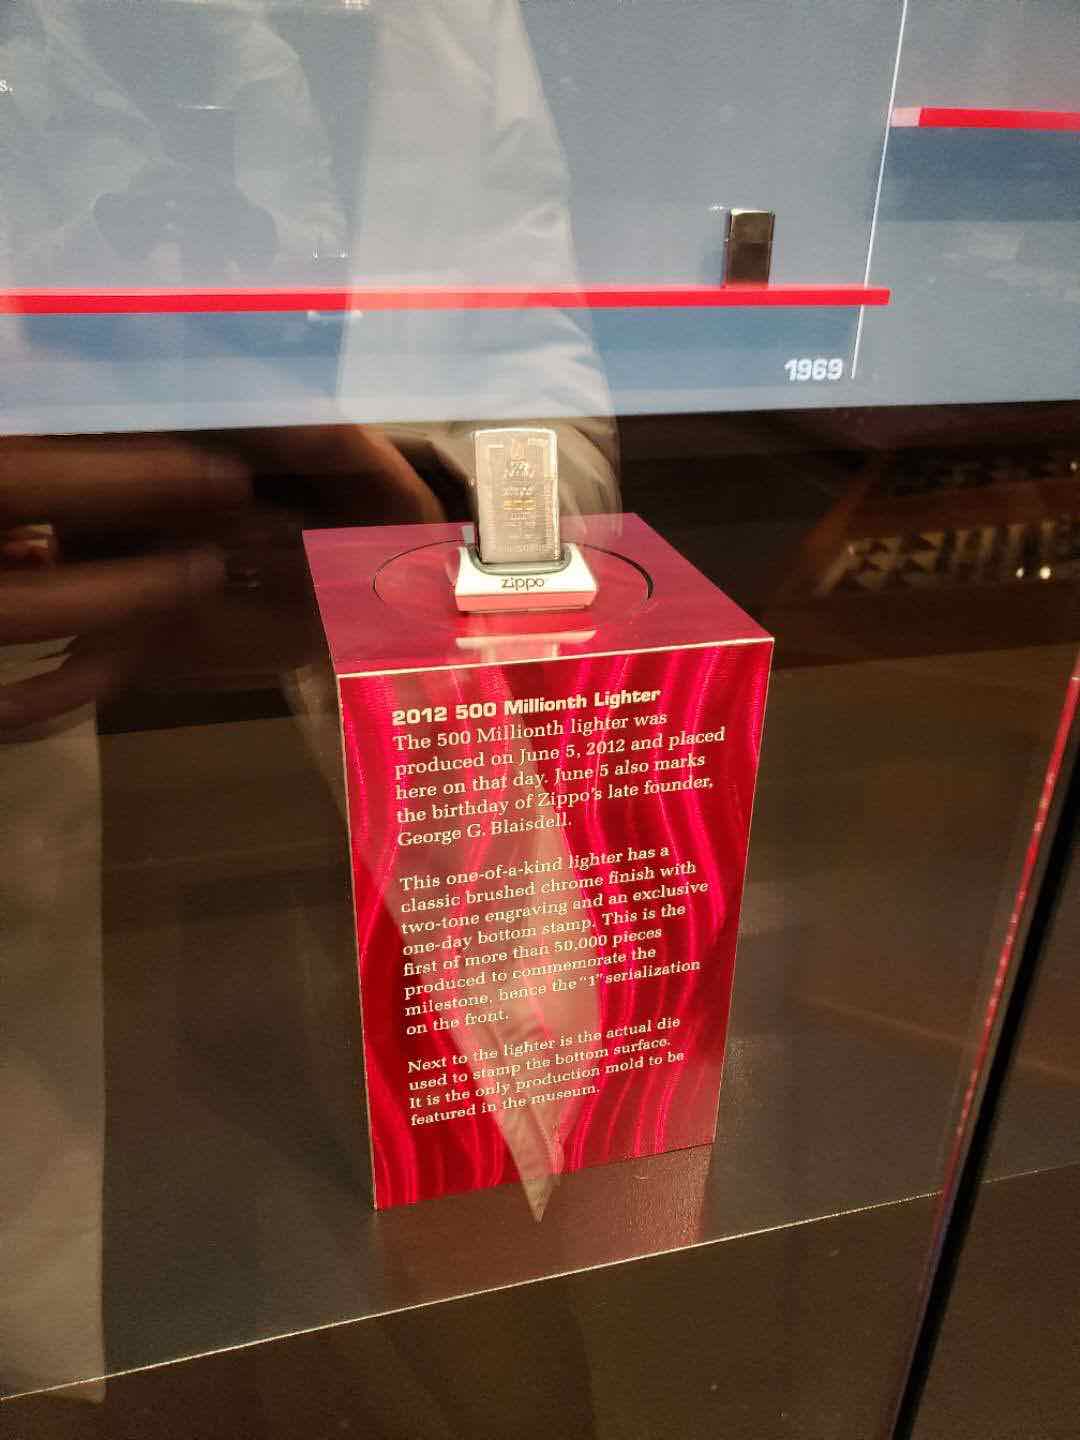 s.
1969
zippo
2012 500 Millionth Lighter
The 500 Millionth lighter was
produced on June 5, 2012 and placed
here on that day. June 5 also marks
the birthday of Zippo's late founder,
George G. Blaisdell.
This one-of-a-kind lighter has a
classic brushed chrome finish with
two-tone engraving and an exclusive
one-day bottom stamp. This is the
first of more than 50,000 pieces
produced to commemorate the
milestone, hence the "1" serialization
on the front.
Next to the lighter is the actual die
used to stamp the bottom surface.
It is the only production mold to be
featured in the museum.